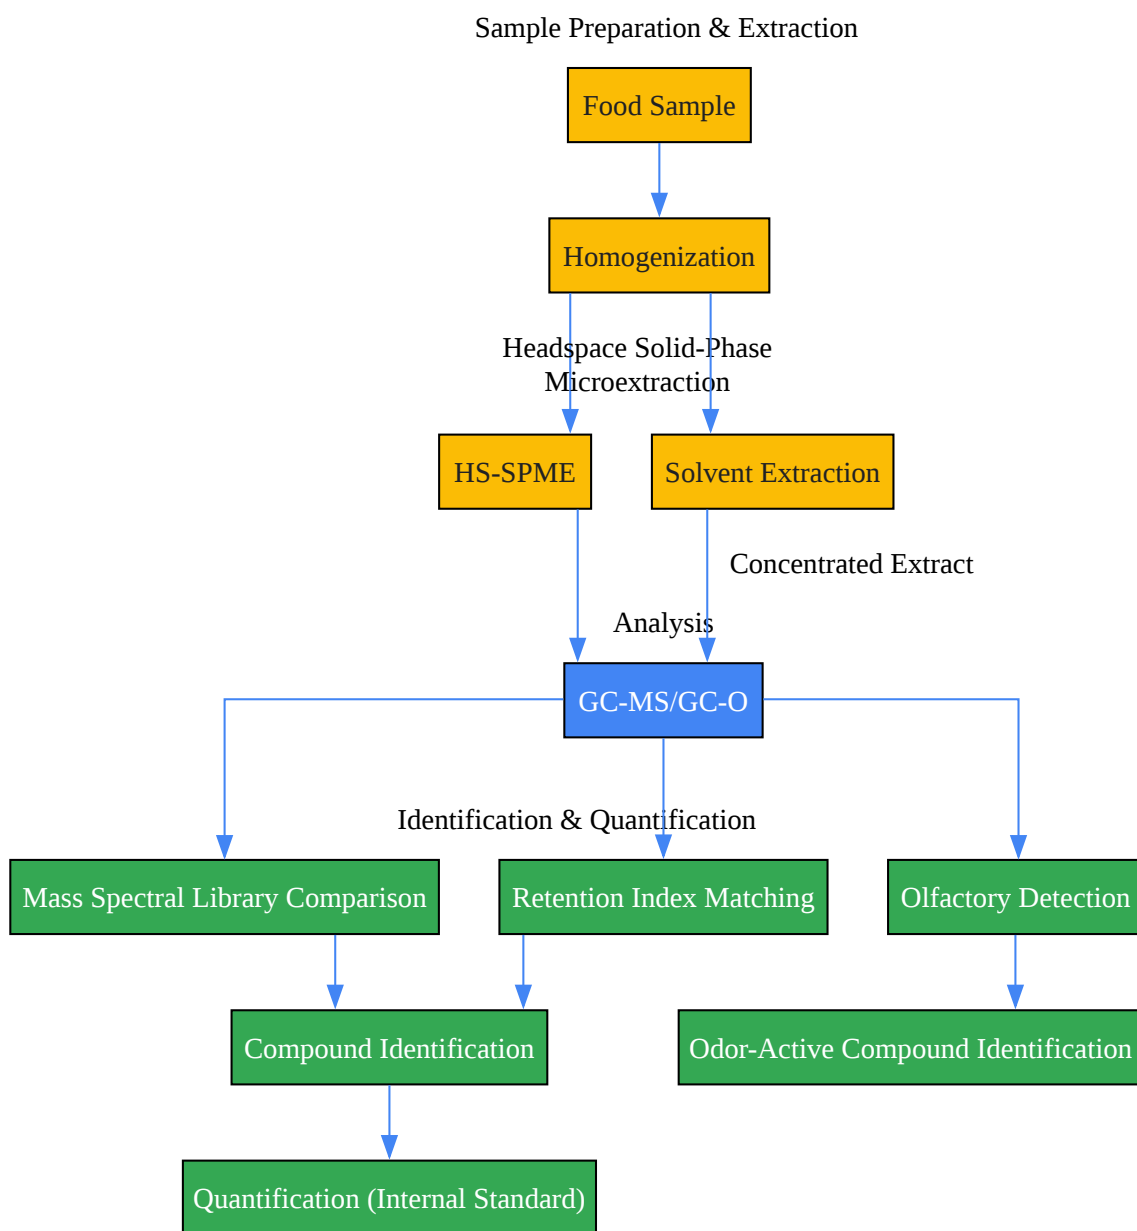 Sample Preparation & Extraction
Food Sample
Homogenization
Headspace Solid-Phase
Microextraction
HS-SPME
Solvent Extraction
Concentrated Extract
Analysis
GC-MS/GC-O
Identification & Quantification
Mass Spectral Library Comparison
Retention Index Matching
Olfactory Detection
Compound Identification
Odor-Active Compound Identification
Quantification (Internal Standard)